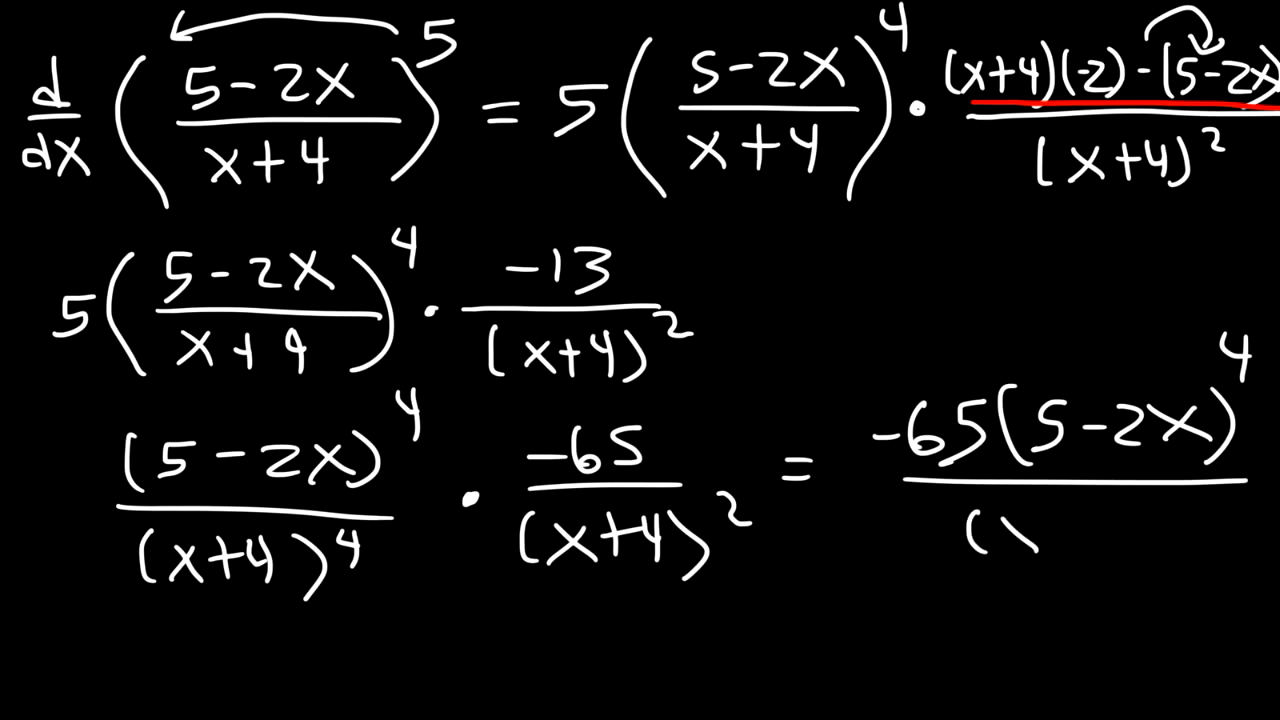 d/dx ( (5-2x)/(x+4) )^5 = 5 ( (5-2x)/(x+4) )^4 · ((x+4)(-2) - (5-2x))/(x+4)^2
5 ( (5-2x)/(x+4) )^4 · -13/(x+4)^2
(5-2x)^4/(x+4)^4 · -65/(x+4)^2 = -65(5-2x)^4/(